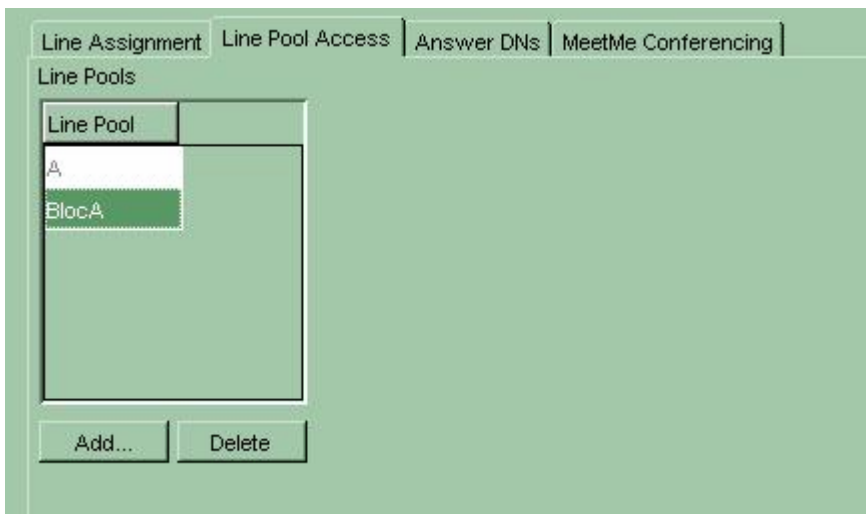 Line Assignment Line Pool Access Answer DNs MeetMe Conferencing
Line Pools
Line Pool
A
BlocA
Add... Delete